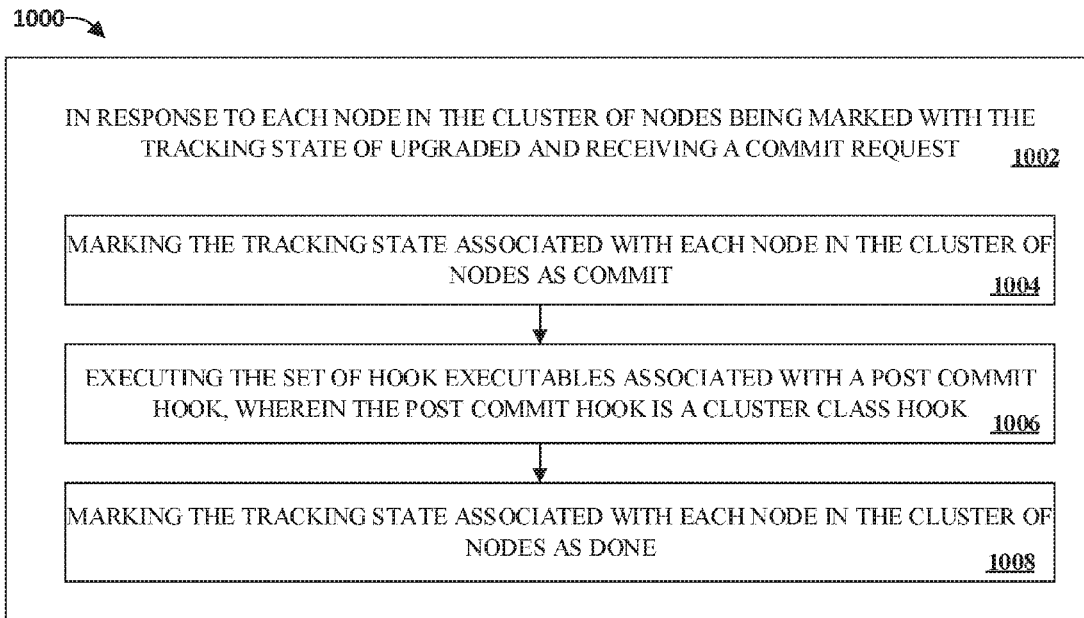 1000
IN RESPONSE TO EACH NODE IN THE CLUSTER OF NODES BEING MARKED WITH THE
TRACKING STATE OF UPGRADED AND RECEIVING A COMMIT REQUEST 1002
MARKING THE TRACKING STATE ASSOCIATED WITH EACH NODE IN THE CLUSTER OF
NODES AS COMMIT 1004
EXECUTING THE SET OF HOOK EXECUTABLES ASSOCIATED WITH A POST COMMIT
HOOK, WHEREIN THE POST COMMIT HOOK IS A CLUSTER CLASS HOOK 1006
MARKING THE TRACKING STATE ASSOCIATED WITH EACH NODE IN THE CLUSTER OF
NODES AS DONE 1008